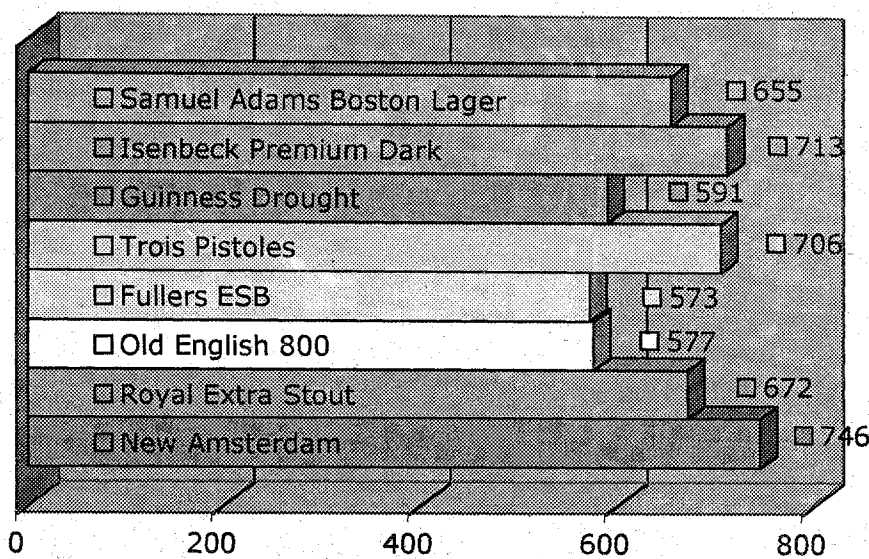 Samuel Adams Boston Lager 655
Isenbeck Premium Dark 713
Guinness Drought 591
Trois Pistoles 706
Fullers ESB 573
Old English 800 577
Royal Extra Stout 672
New Amsterdam 746
0 200 400 600 800